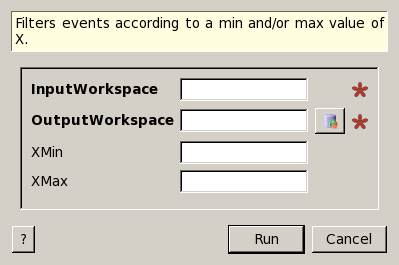 Filters events according to a min and/or max value of
X.
InputWorkspace
OutputWorkspace
XMin
XMax
? Run Cancel